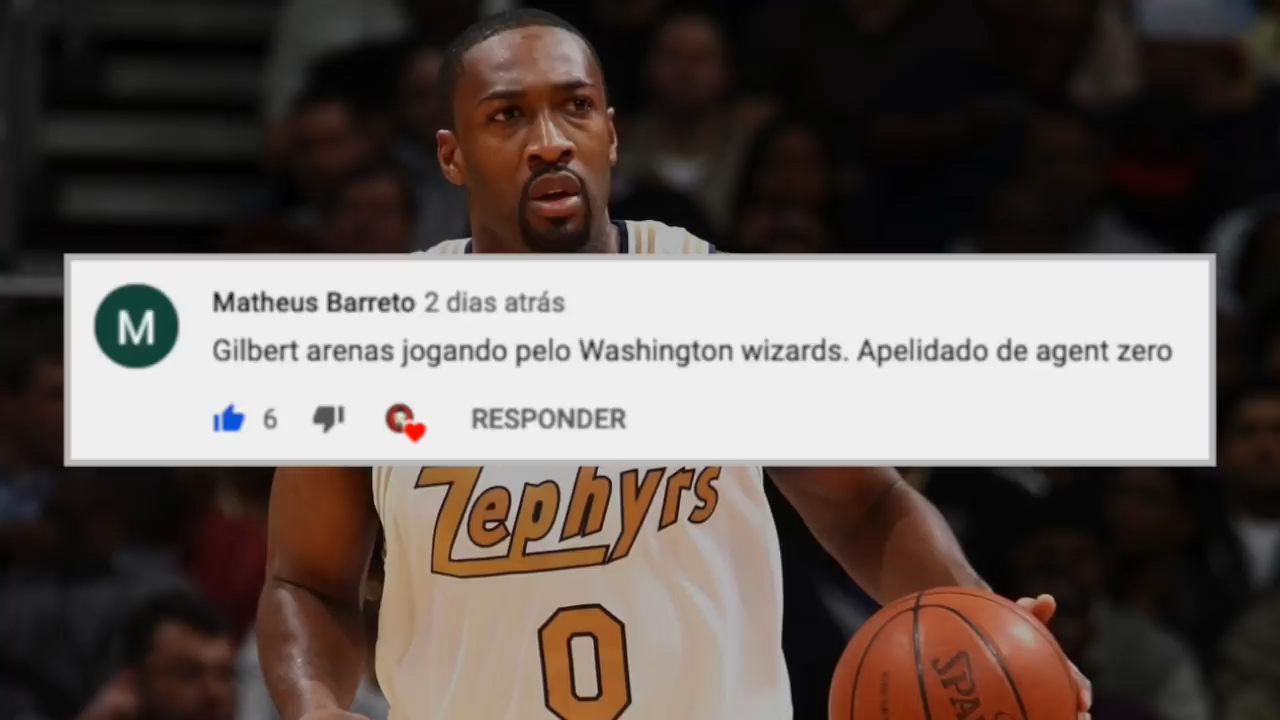 M
Matheus Barreto 2 dias atrás
Gilbert arenas jogando pelo Washington wizards. Apelidado de agent zero
6
RESPONDER
Zephyrs
0
SPA